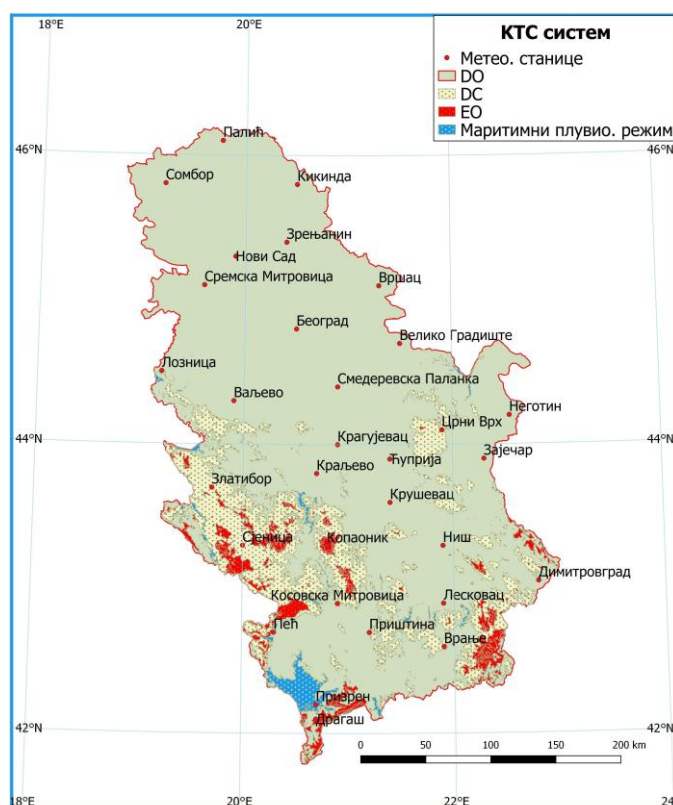 18°E
20°E
КТС систем
Метео. станице
DO
DC
EO
Маритимни плувио. режим
46°N
46°N
Палић
Сомбор
Кикинда
Зрењанин
Нови Сад
Сремска Митровица
Вршац
Београд
Велико Градиште
Лозница
Смедеревска Паланка
Ваљево
Неготин
Црни Врх
44°N
Крагујевац
44°N
Ћуприја
Зајечар
Краљево
Златибор
Крушевац
Сјеница
Копаоник
Ниш
Димитровград
Косовска Митровица
Лесковац
Пећ
Приштина
Врање
42°N
Призрен
Драгаш
42°N
0 50 100 150 200 km
18°E
20°E
22°E
24°E